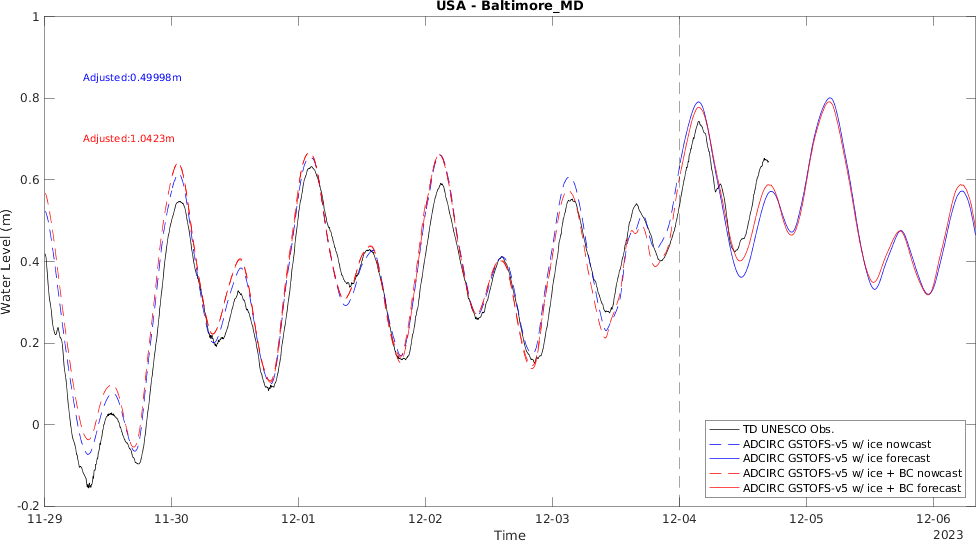 USA - Baltimore_MD
1
Adjusted:0.49998m
0.8
Adjusted:1.0423m
0.6
Water Level (m)
0.4
0.2
0
TD UNESCO Obs.
ADCIRC GSTOFS-v5 w/ ice nowcast
ADCIRC GSTOFS-v5 w/ ice forecast
ADCIRC GSTOFS-v5 w/ ice + BC nowcast
ADCIRC GSTOFS-v5 w/ ice + BC forecast
-0.2
11-29 11-30 12-01 12-02 12-03 12-04 12-05 12-06
Time
2023